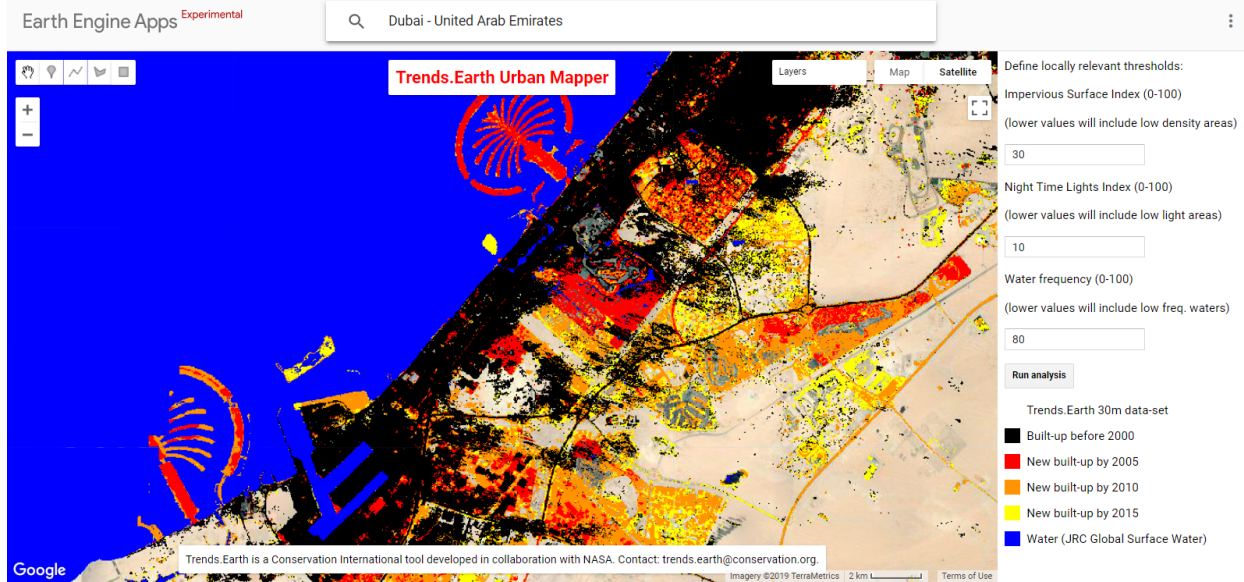 Earth Engine Apps Experimental
Dubai - United Arab Emirates
Trends.Earth Urban Mapper
Layers
Map
Satellite
+
−
Define locally relevant thresholds:
Impervious Surface Index (0-100)
(lower values will include low density areas)
30
Night Time Lights Index (0-100)
(lower values will include low light areas)
10
Water frequency (0-100)
(lower values will include low freq. waters)
80
Run analysis
Trends.Earth 30m data-set
Built-up before 2000
New built-up by 2005
New built-up by 2010
New built-up by 2015
Water (JRC Global Surface Water)
Trends.Earth is a Conservation International tool developed in collaboration with NASA. Contact: trends.earth@conservation.org.
Google
Imagery ©2019 TerraMetrics
2 km
Terms of Use